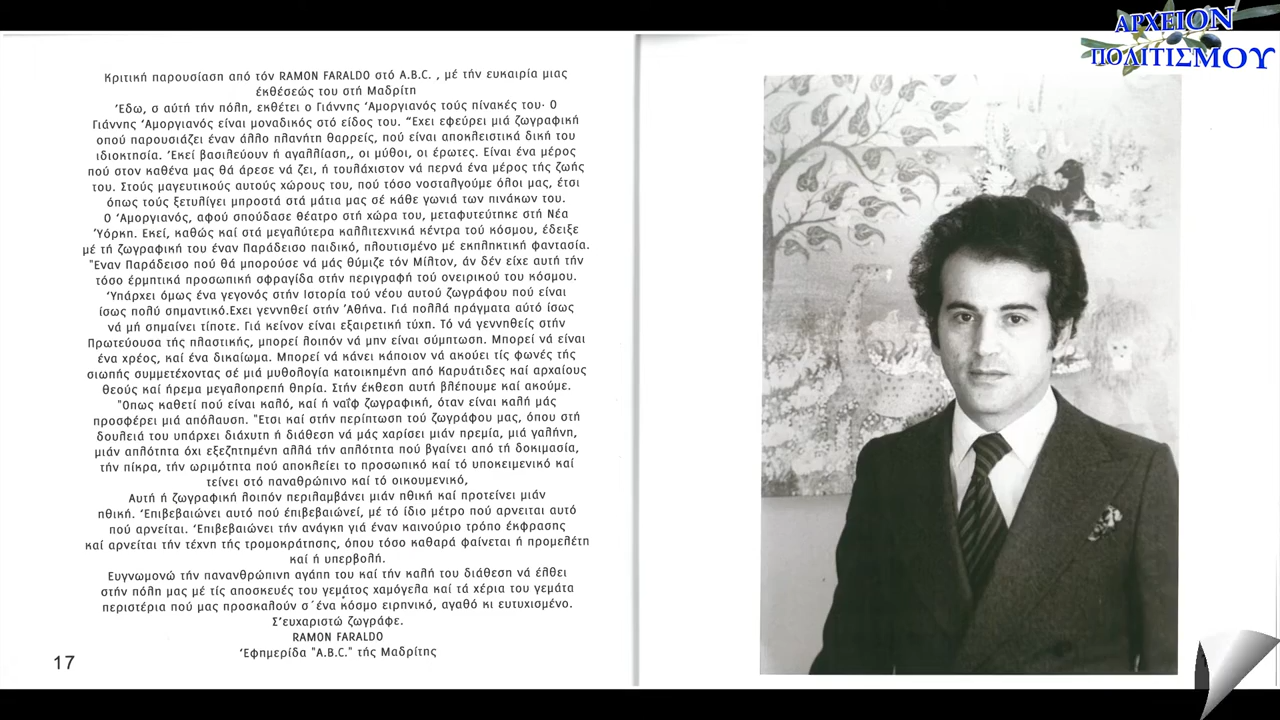 Κριτική παρουσίαση από τόν RAMON FARALDO στό A.B.C. , μέ τήν ευκαιρία μιας
έκθέσεώς του στή Μαδρίτη
Έδω, σ αύτή τήν πόλη, εκθέτει ο Γιάννης Ἀμοργιανός τούς πίνακές του· Ο
Γιάννης Ἀμοργιανός είναι μοναδικός στό είδος του. Ἔχει εφεύρει μιά ζωγραφική
οπού παρουσιάζει έναν άλλο πλανήτη θαρρείς, πού είναι αποκλειστικά δική του
ιδιοκτησία. Ἐκεί βασιλεύουν ή αγαλλίαση,, οι μύθοι, οι έρωτες. Είναι ένα μέρος
πού στον καθένα μας θά άρεσε νά ζει, ή τουλάχιστον νά περνά ένα μέρος τής ζωής
του. Στούς μαγευτικούς αυτούς χώρους του, πού τόσο νοσταλγούμε όλοι μας, έτσι
όπως τούς ξετυλίγει μπροστά στά μάτια μας σέ κάθε γωνιά των πινάκων του.
Ο Ἀμοργιανός, αφού σπούδασε θέατρο στή χώρα του, μεταφυτεύτηκε στή Νέα
Ὑόρκη. Εκεί, καθώς καί στά μεγαλύτερα καλλιτεχνικά κέντρα τού κόσμου, έδειξε
μέ τή ζωγραφική του έναν Παράδεισο παιδικό, πλουτισμένο μέ εκπληκτική φαντασία.
Ἕναν Παράδεισο πού θά μπορούσε νά μάς θύμιζε τόν Μίλτον, άν δέν είχε αυτή τήν
τόσο έρμητικά προσωπική σφραγίδα στήν περιγραφή τού ονειρικού του κόσμου.
Ὑπάρχει όμως ένα γεγονός στήν Ιστορία τού νέου αυτού ζωγράφου πού είναι
ίσως πολύ σημαντικό.Εχει γεννηθεί στήν Ἀθήνα. Γιά πολλά πράγματα αύτό ίσως
νά μή σημαίνει τίποτε. Γιά κείνον είναι εξαιρετική τύχη. Τό νά γεννηθείς στήν
Πρωτεύουσα τής πλαστικής, μπορεί λοιπόν νά μην είναι σύμπτωση. Μπορεί νά είναι
ένα χρέος, καί ένα δικαίωμα. Μπορεί νά κάνει κάποιον νά ακούει τίς φωνές τής
σιωπής συμμετέχοντας σέ μιά μυθολογία κατοικημένη από Καρυάτιδες καί αρχαίους
θεούς καί ήρεμα μεγαλοπρεπή θηρία. Στήν έκθεση αυτή βλέπουμε καί ακούμε.
Ὅπως καθετί πού είναι καλό, καί ή ναΐφ ζωγραφική, όταν είναι καλή μάς
προσφέρει μιά απόλαυση. Ἔτσι καί στήν περίπτωση τού ζωγράφου μας, όπου στή
δουλειά του υπάρχει διάχυτη ή διάθεση νά μάς χαρίσει μιάν ηρεμία, μιά γαλήνη,
μιάν απλότητα όχι εξεζητημένη αλλά τήν απλότητα πού βγαίνει από τή δοκιμασία,
τήν πίκρα, τήν ωριμότητα πού αποκλείει το προσωπικό καί τό υποκειμενικό καί
τείνει στό πανάθρώπινο καί τό οικουμενικό,
Αυτή ή ζωγραφική λοιπόν περιλαμβάνει μιάν ηθική καί προτείνει μιάν
ηθική. Ἐπιβεβαιώνει αυτό πού έπιβεβαιώνεί, μέ τό ίδιο μέτρο πού αρνειται αυτό
πού αρνείται. Ἐπιβεβαιώνει τήν ανάγκη γιά έναν καινούριο τρόπο έκφρασης
καί αρνείται τήν τέχνη τής τρομοκράτησης, όπου τόσο καθαρά φαίνεται ή προμελέτη
καί ή υπερβολή.
Ευγνωμονώ τήν πανανθρώπινη αγάπη του καί τήν καλή του διάθεση νά έλθει
στήν πόλη μας μέ τίς αποσκευές του γεμάτος χαμόγελα καί τά χέρια του γεμάτα
περιστέρια πού μας προσκαλούν σ΄ένα κόσμο ειρηνικό, αγαθό κι ευτυχισμένο.
Σ'ευχαριστώ ζωγράφε.
RAMON FARALDO
Ἐφημερίδα "A.B.C." τής Μαδρίτης
17
ΑΡΧΕΙΟΝ
ΠΟΛΙΤΙΣΜΟΥ